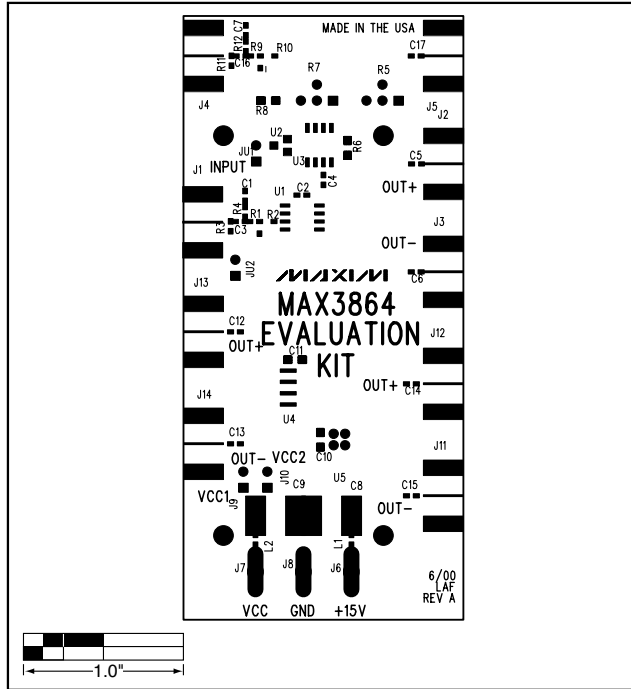 MADE IN THE USA
C7
R12
R11
C16
R9
R10
C17
R7
R5
J4
R8
J5
J2
U2
JU1
U3
R6
C5
J1
INPUT
C4
OUT+
C1
U1
C2
R4
R3
C3
R1
R2
J3
OUT-
JU2
C6
J13
MAXIM
MAX3864
EVALUATION
KIT
C12
OUT+
J12
C11
OUT+
C14
J14
U4
C13
C10
J11
OUT-
VCC2
J10
VCC1
J9
C9
U5
C8
C15
OUT-
L2
L1
J7
J8
J6
VCC
GND
+15V
6/00
LAF
REV A
1.0"